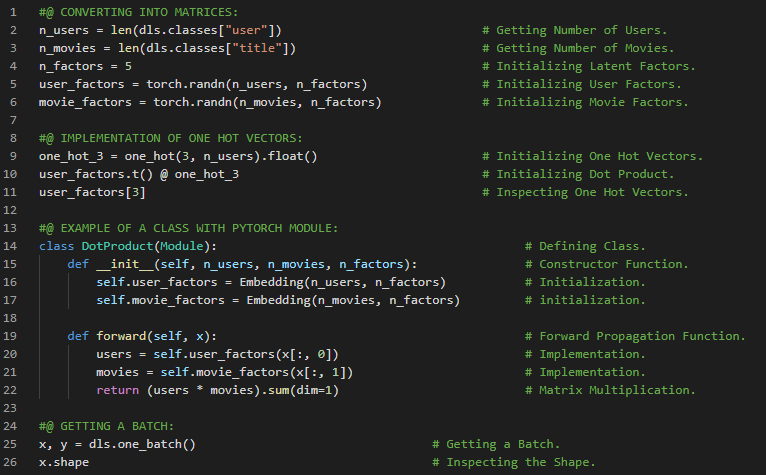 1 #@ CONVERTING INTO MATRICES:
2 n_users = len(dls.classes["user"]) # Getting Number of Users.
3 n_movies = len(dls.classes["title"]) # Getting Number of Movies.
4 n_factors = 5 # Initializing Latent Factors.
5 user_factors = torch.randn(n_users, n_factors) # Initializing User Factors.
6 movie_factors = torch.randn(n_movies, n_factors) # Initializing Movie Factors.
7
8 #@ IMPLEMENTATION OF ONE HOT VECTORS:
9 one_hot_3 = one_hot(3, n_users).float() # Initializing One Hot Vectors.
10 user_factors.t() @ one_hot_3 # Initializing Dot Product.
11 user_factors[3] # Inspecting One Hot Vectors.
12
13 #@ EXAMPLE OF A CLASS WITH PYTORCH MODULE:
14 class DotProduct(Module): # Defining Class.
15 def __init__(self, n_users, n_movies, n_factors): # Constructor Function.
16 self.user_factors = Embedding(n_users, n_factors) # Initialization.
17 self.movie_factors = Embedding(n_movies, n_factors) # initialization.
18
19 def forward(self, x): # Forward Propagation Function.
20 users = self.user_factors(x[:, 0]) # Implementation.
21 movies = self.movie_factors(x[:, 1]) # Implementation.
22 return (users * movies).sum(dim=1) # Matrix Multiplication.
23
24 #@ GETTING A BATCH:
25 x, y = dls.one_batch() # Getting a Batch.
26 x.shape # Inspecting the Shape.